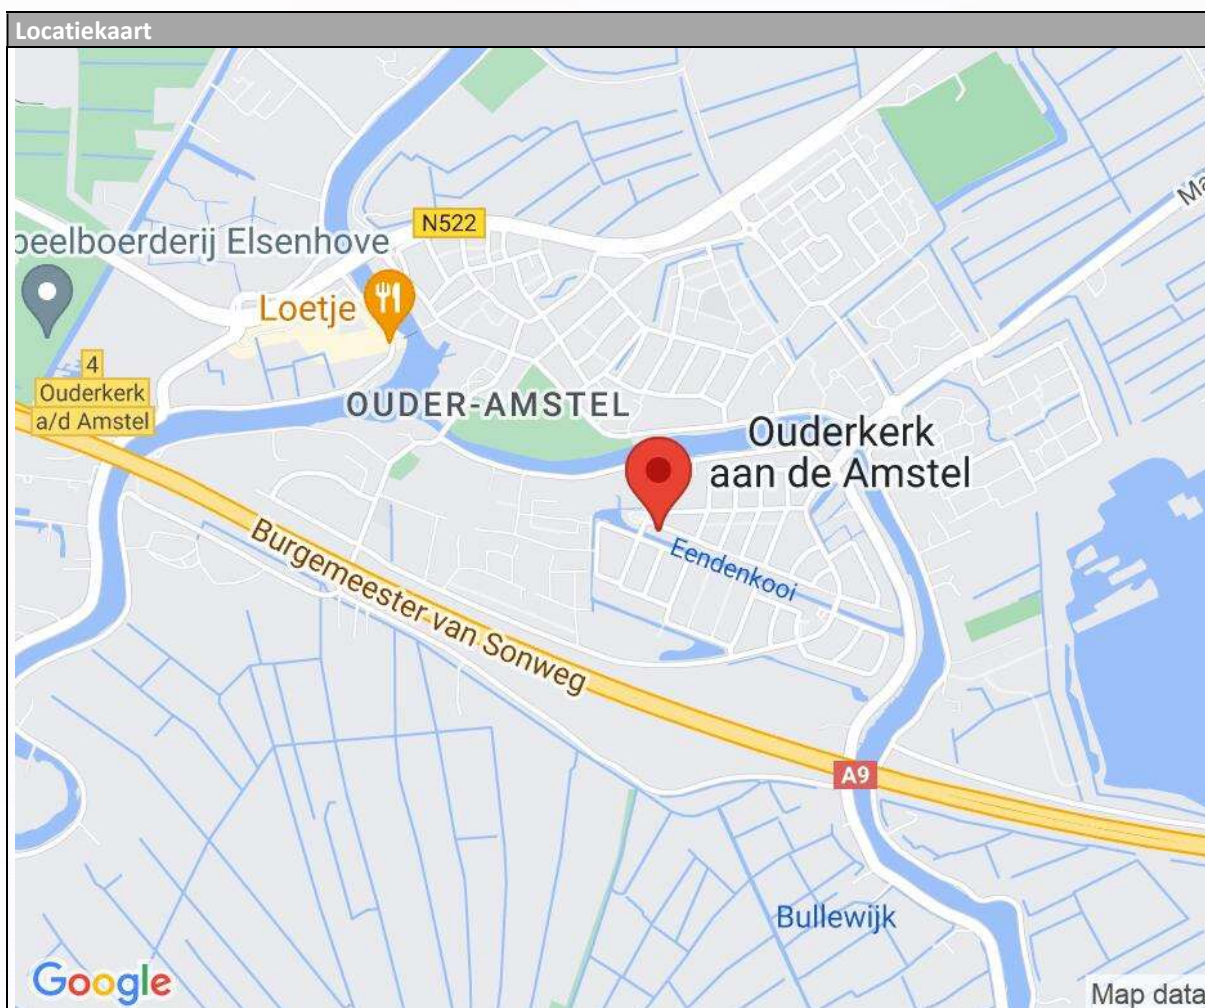 Locatiekaart
N522
Ma
peelboerderij Elsenhove
Loetje
4
Ouderkerk
a/d Amstel
OUDER-AMSTEL
Ouderkerk
aan de Amstel
Burgemeester van Sonweg
Eendenkooi
A9
Bullewijk
Google
Map data